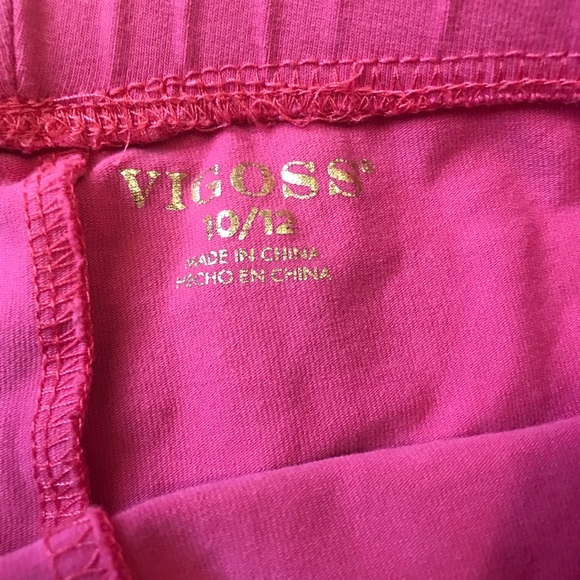 VIGOSS®
10/12
MADE IN CHINA
HECHO EN CHINA